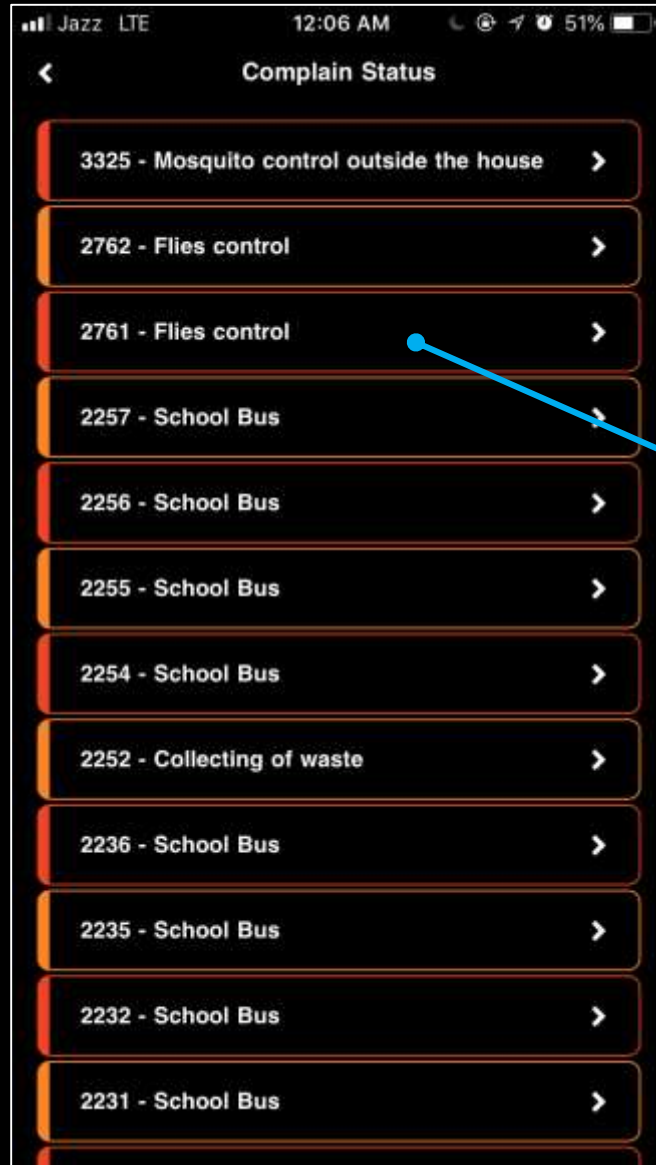 Jazz LTE 12:06 AM 51%
Complain Status
3325 - Mosquito control outside the house
2762 - Flies control
2761 - Flies control
2257 - School Bus
2256 - School Bus
2255 - School Bus
2254 - School Bus
2252 - Collecting of waste
2236 - School Bus
2235 - School Bus
2232 - School Bus
2231 - School Bus